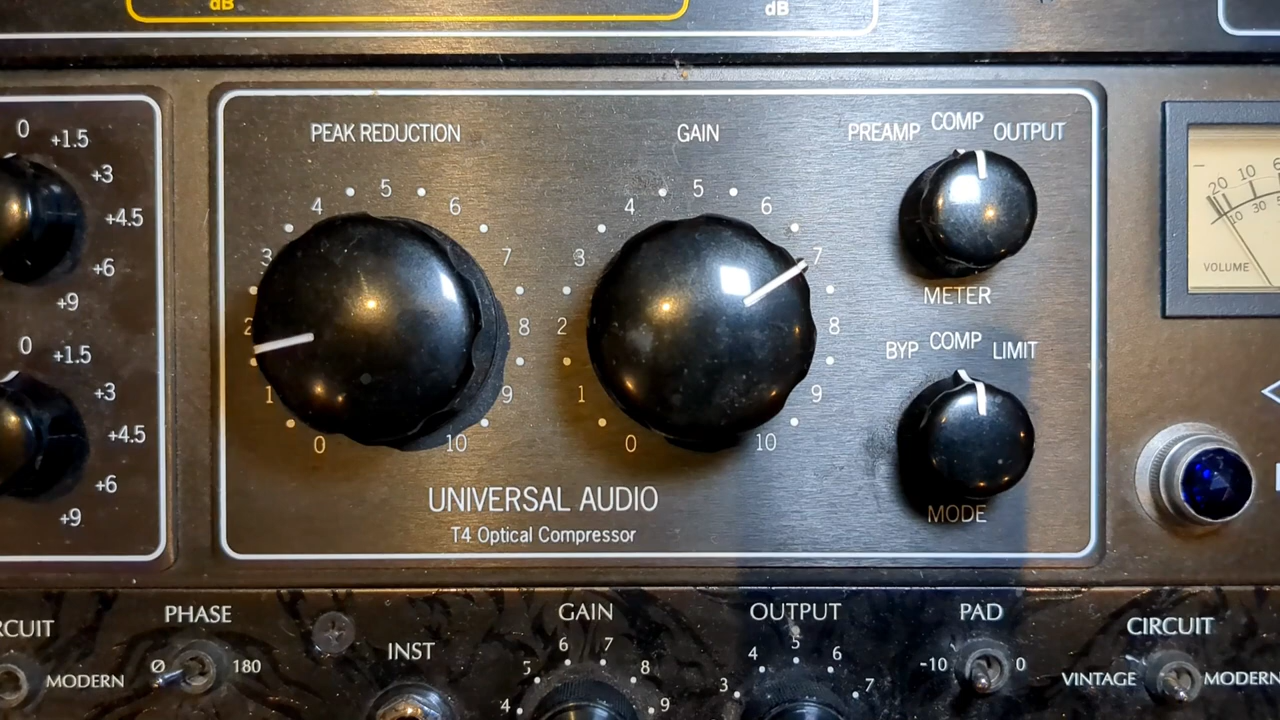 dB
dB
PEAK REDUCTION
0 1 2 3 4 5 6 7 8 9 10
GAIN
0 1 2 3 4 5 6 7 8 9 10
PREAMP COMP OUTPUT
METER
BYP COMP LIMIT
MODE
UNIVERSAL AUDIO
T4 Optical Compressor
0
+1.5
+3
+4.5
+6
+9
0
+1.5
+3
+4.5
+6
+9
20 10
10 30
VOLUME
MODERN
PHASE
Ø 180
INST
GAIN
4 5 6 7 8 9
OUTPUT
3 4 5 6 7
PAD
-10 0
CIRCUIT
VINTAGE MODERN